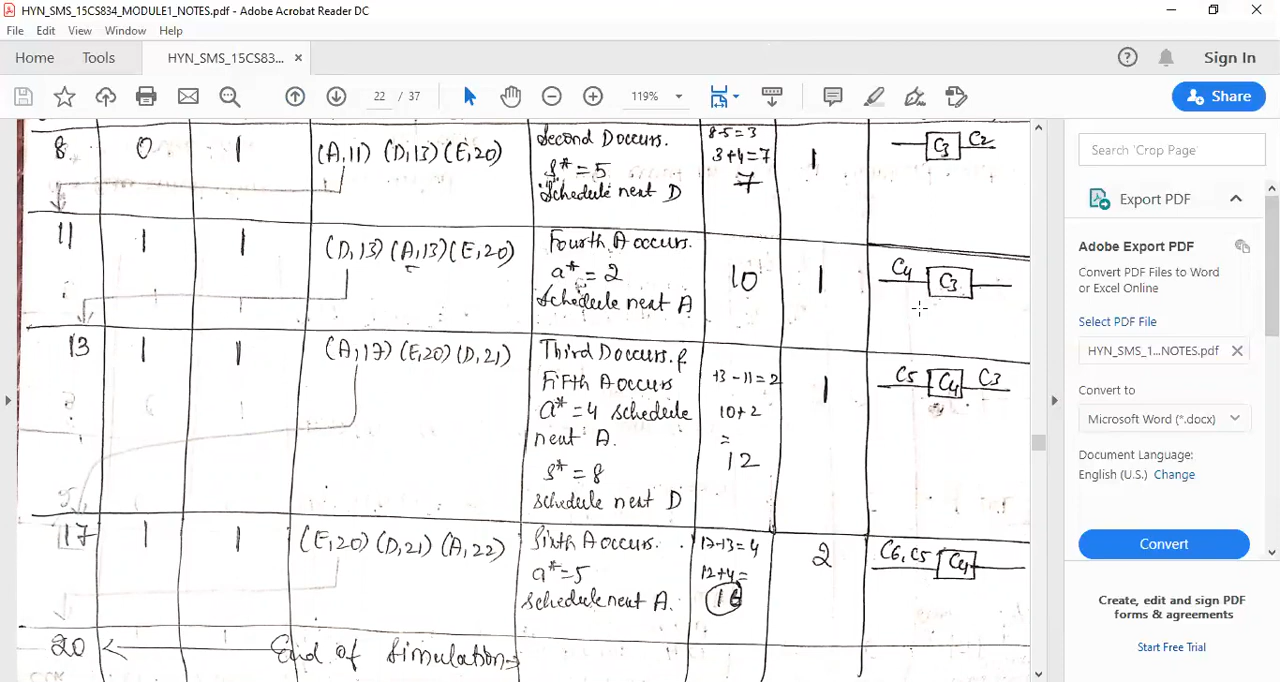 HYN_SMS_15CS834_MODULE1_NOTES.pdf - Adobe Acrobat Reader DC
File Edit View Window Help
Home Tools HYN_SMS_15CS83... × Sign In
22 / 37 119% Share
8 0 1 (A,11) (D,13) (E,20) Second D occurs. 8-5=3 1 C3 C2
s* = 5 3+4=7
Schedule next D 7
11 1 1 (D,13) (A,13) (E,20) Fourth A occurs. 10 1 C4 C3
a* = 2
Schedule next A
13 1 1 (A,17) (E,20) (D,21) Third D occurs. & 13-11=2 1 C5 C4 C3
Fifth A occurs 10+2
a* = 4 schedule =
next A. 12
s* = 8
schedule next D
17 1 1 (E,20) (D,21) (A,22) Sixth A occurs. 17-13=4 2 C6, C5 C4
a* = 5 12+4=
schedule next A. 16
20 End of Simulation
Search 'Crop Page'
Export PDF
Adobe Export PDF
Convert PDF Files to Word
or Excel Online
Select PDF File
HYN_SMS_1...NOTES.pdf ×
Convert to
Microsoft Word (*.docx)
Document Language:
English (U.S.) Change
Convert
Create, edit and sign PDF
forms & agreements
Start Free Trial